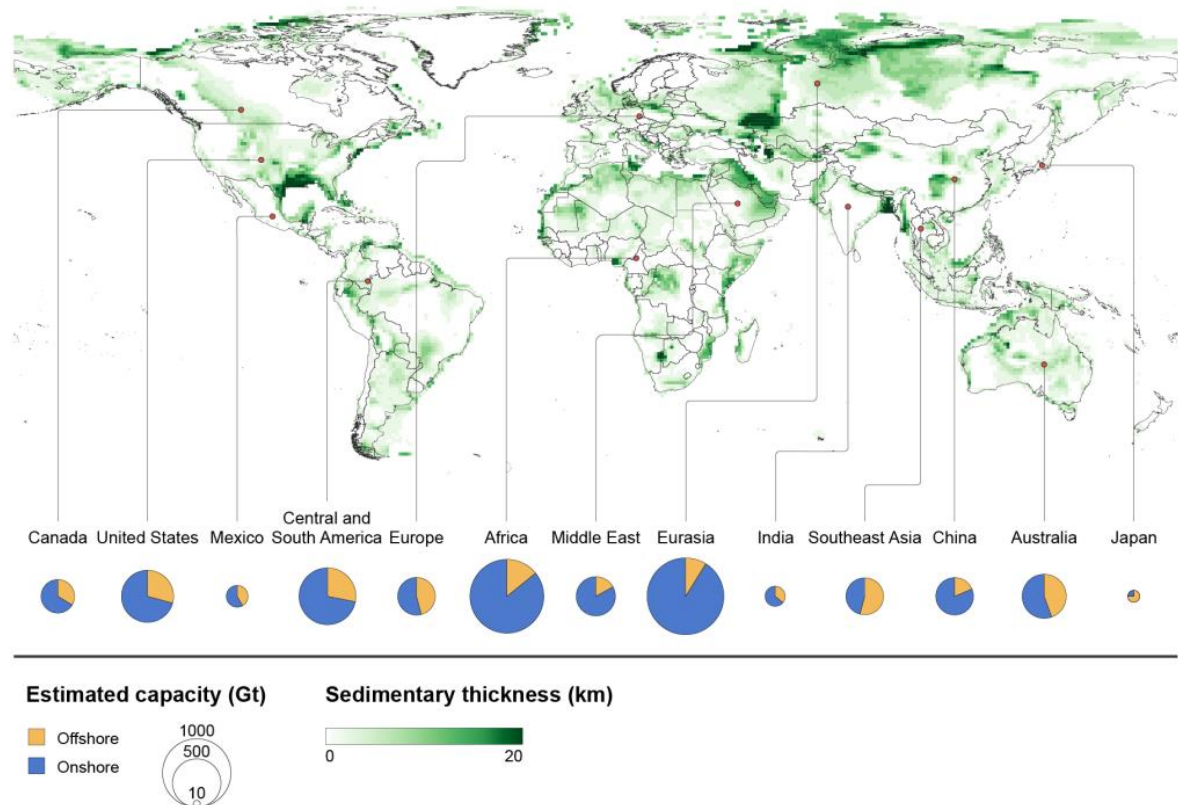 Canada
United States
Mexico
Central and
South America
Europe
Africa
Middle East
Eurasia
India
Southeast Asia
China
Australia
Japan
Estimated capacity (Gt)
Offshore
Onshore
1000
500
10
Sedimentary thickness (km)
0
20